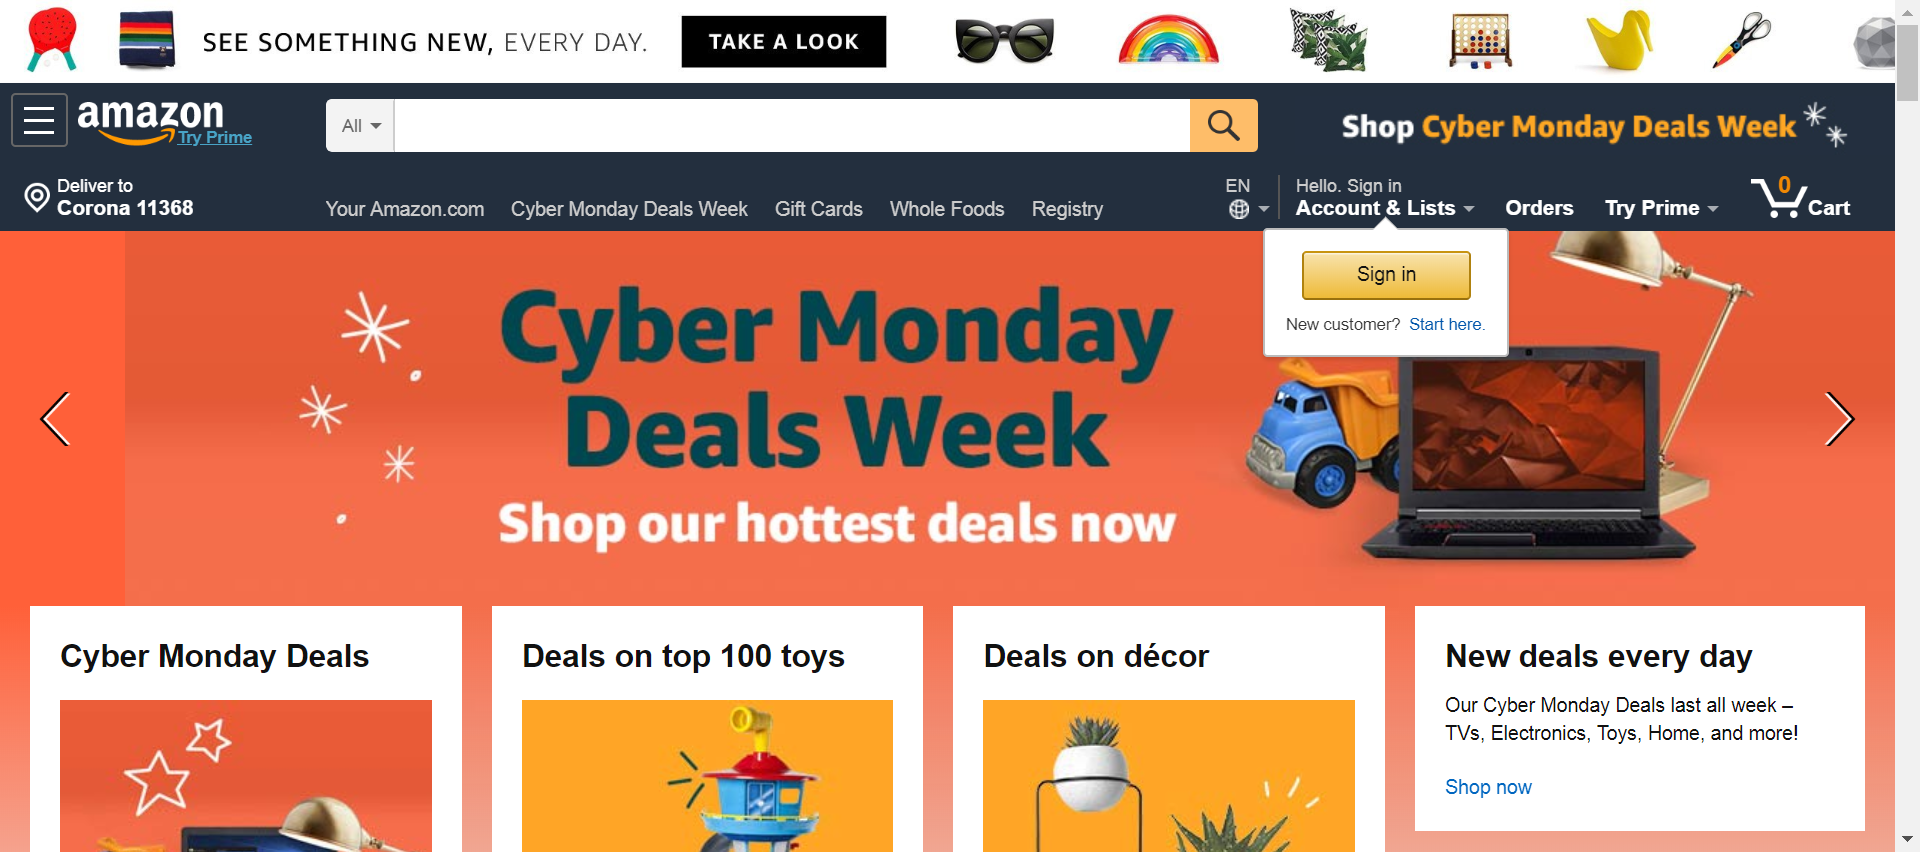 SEE SOMETHING NEW, EVERY DAY.
TAKE A LOOK
amazon
Try Prime
All
Shop Cyber Monday Deals Week
Deliver to
Corona 11368
Your Amazon.com
Cyber Monday Deals Week
Gift Cards
Whole Foods
Registry
EN
Hello. Sign in
Account & Lists
Orders
Try Prime
0
Cart
Sign in
New customer? Start here.
Cyber Monday
Deals Week
Shop our hottest deals now
Cyber Monday Deals
Deals on top 100 toys
Deals on décor
New deals every day
Our Cyber Monday Deals last all week –
TVs, Electronics, Toys, Home, and more!
Shop now